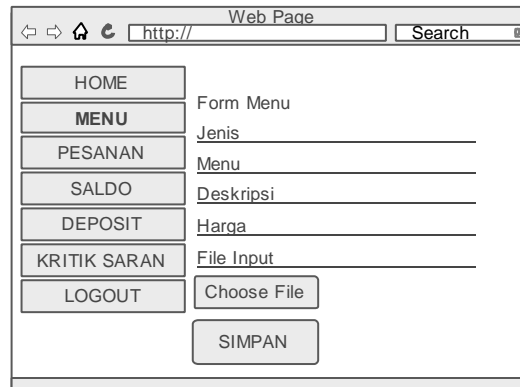 Web Page
http://
Search
HOME
MENU
PESANAN
SALDO
DEPOSIT
KRITIK SARAN
LOGOUT
Form Menu
Jenis
Menu
Deskripsi
Harga
File Input
Choose File
SIMPAN